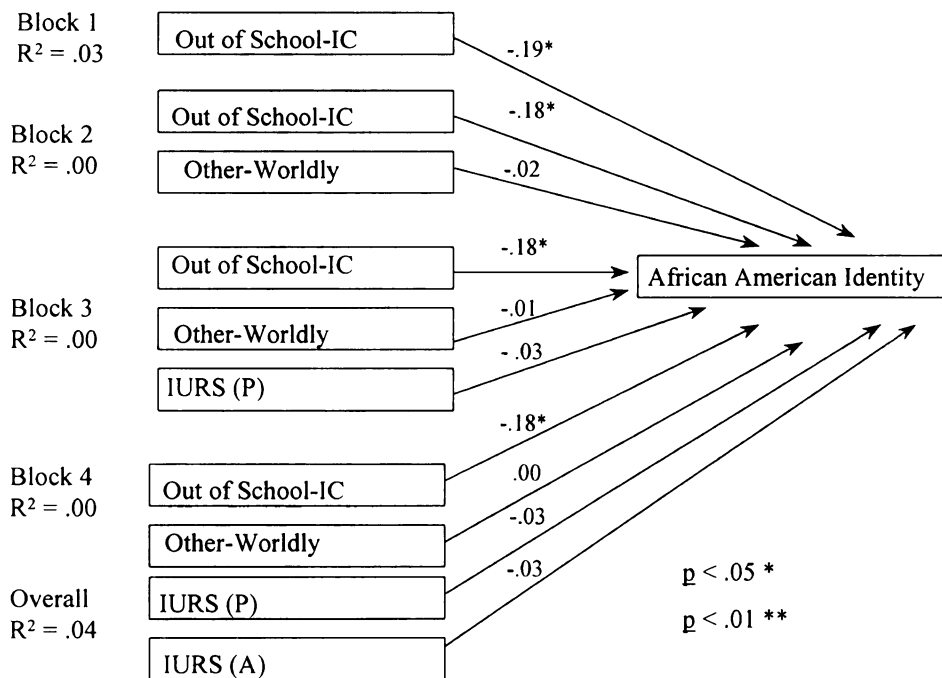 Block 1
R² = .03
Out of School-IC
-.19*
Block 2
R² = .00
Out of School-IC
-.18*
Other-Worldly
-.02
Block 3
R² = .00
Out of School-IC
-.18*
Other-Worldly
-.01
IURS (P)
-.03
African American Identity
Block 4
R² = .00
Out of School-IC
-.18*
Other-Worldly
.00
IURS (P)
-.03
IURS (A)
-.03
Overall
R² = .04
p < .05 *
p < .01 **